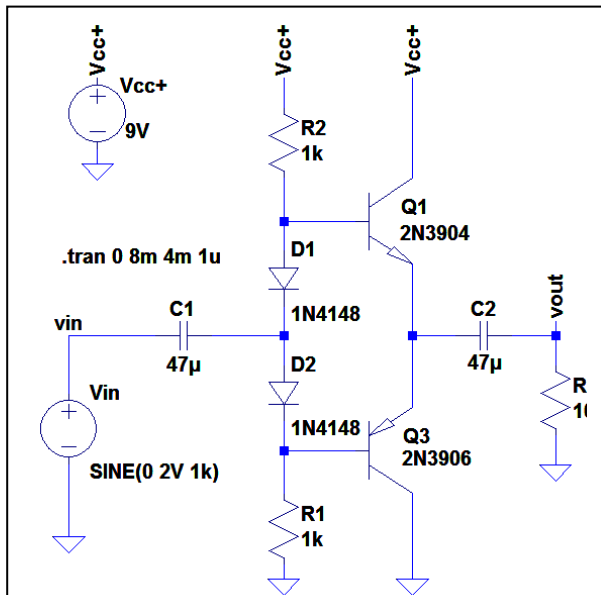 Vcc+
Vcc+
9V
Vcc+
Vcc+
R2
1k
Q1
2N3904
.tran 0 8m 4m 1u
D1
1N4148
vin
C1
47µ
C2
47µ
vout
Vin
SINE(0 2V 1k)
D2
1N4148
Q3
2N3906
R1
1k